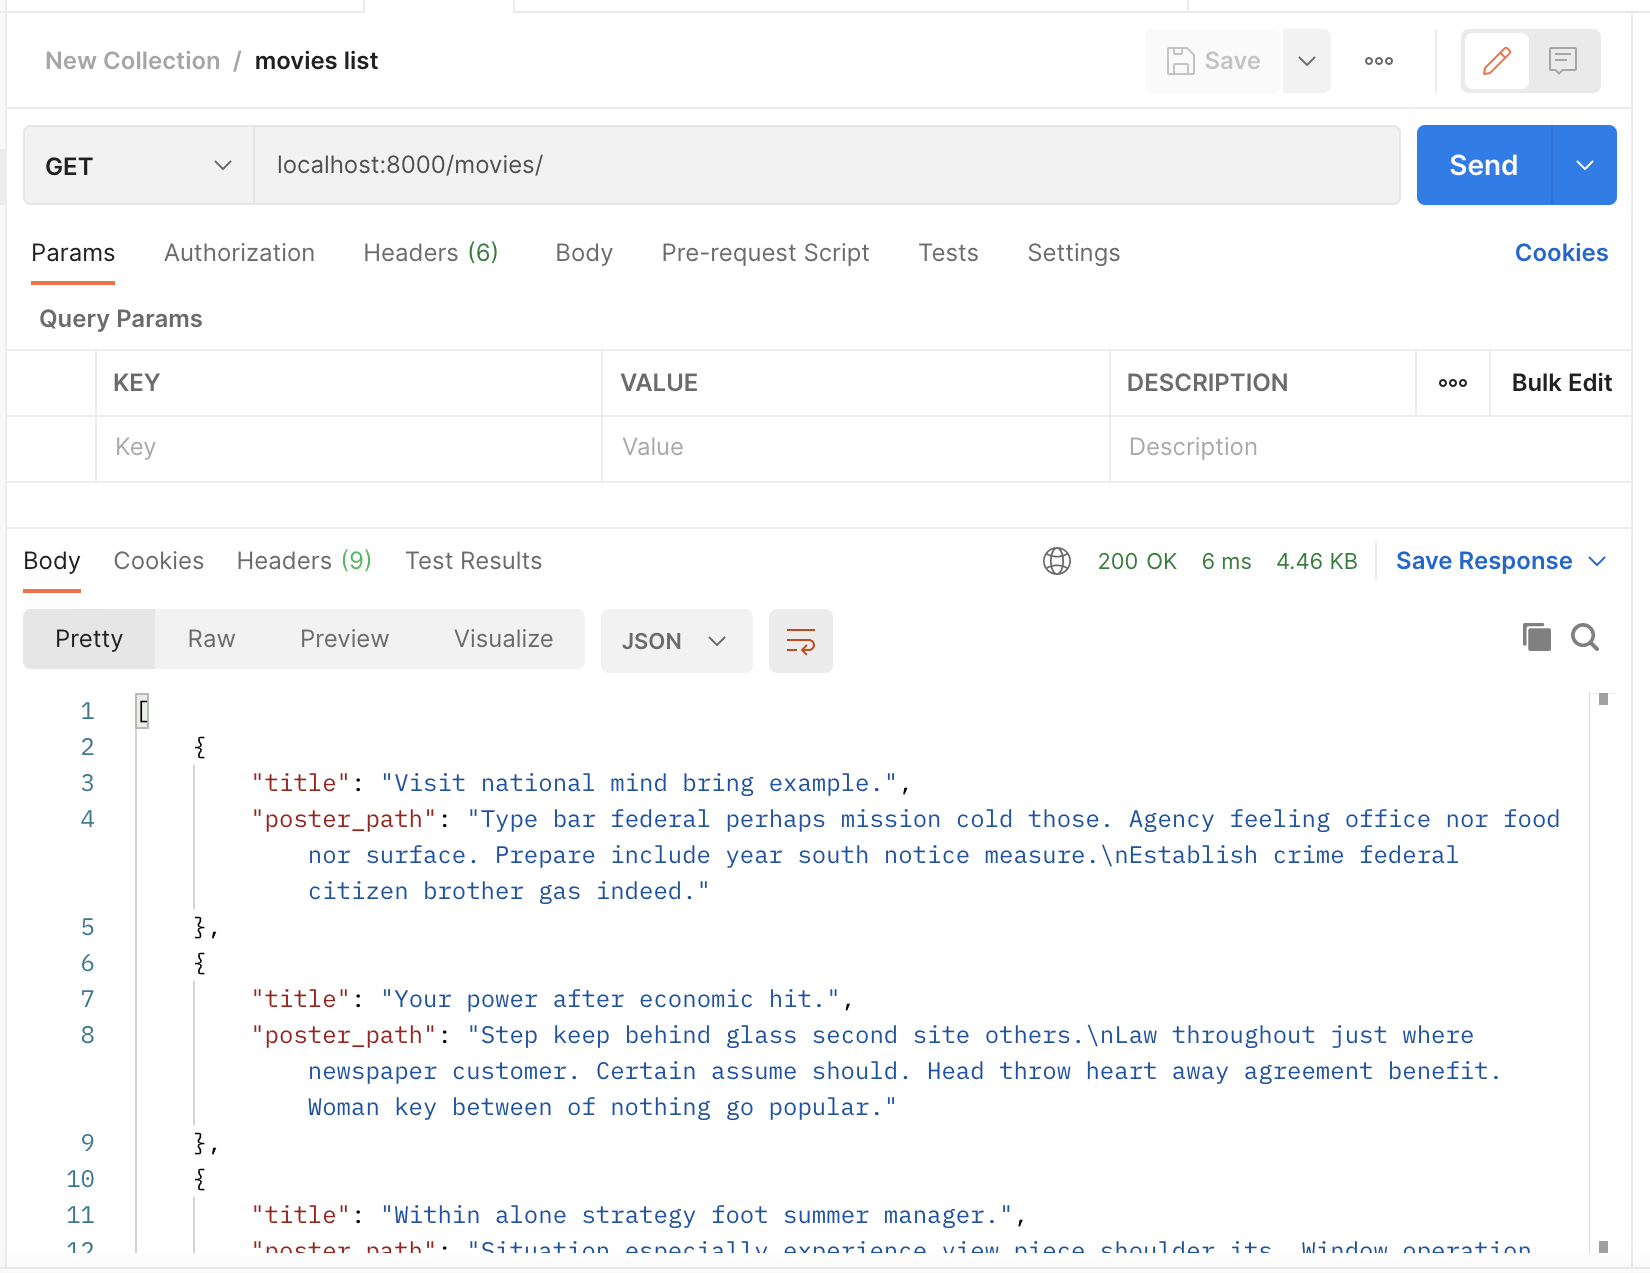 New Collection / movies list
Save
GET
localhost:8000/movies/
Send
Params Authorization Headers (6) Body Pre-request Script Tests Settings Cookies
Query Params
KEY VALUE DESCRIPTION Bulk Edit
Key Value Description
Body Cookies Headers (9) Test Results 200 OK 6 ms 4.46 KB Save Response
Pretty Raw Preview Visualize JSON
1 [
2 {
3 "title": "Visit national mind bring example.",
4 "poster_path": "Type bar federal perhaps mission cold those. Agency feeling office nor food
nor surface. Prepare include year south notice measure.\nEstablish crime federal
citizen brother gas indeed."
5 },
6 {
7 "title": "Your power after economic hit.",
8 "poster_path": "Step keep behind glass second site others.\nLaw throughout just where
newspaper customer. Certain assume should. Head throw heart away agreement benefit.
Woman key between of nothing go popular."
9 },
10 {
11 "title": "Within alone strategy foot summer manager.",
12 "poster_path": "Situation especially experience view piece shoulder its. Window operation